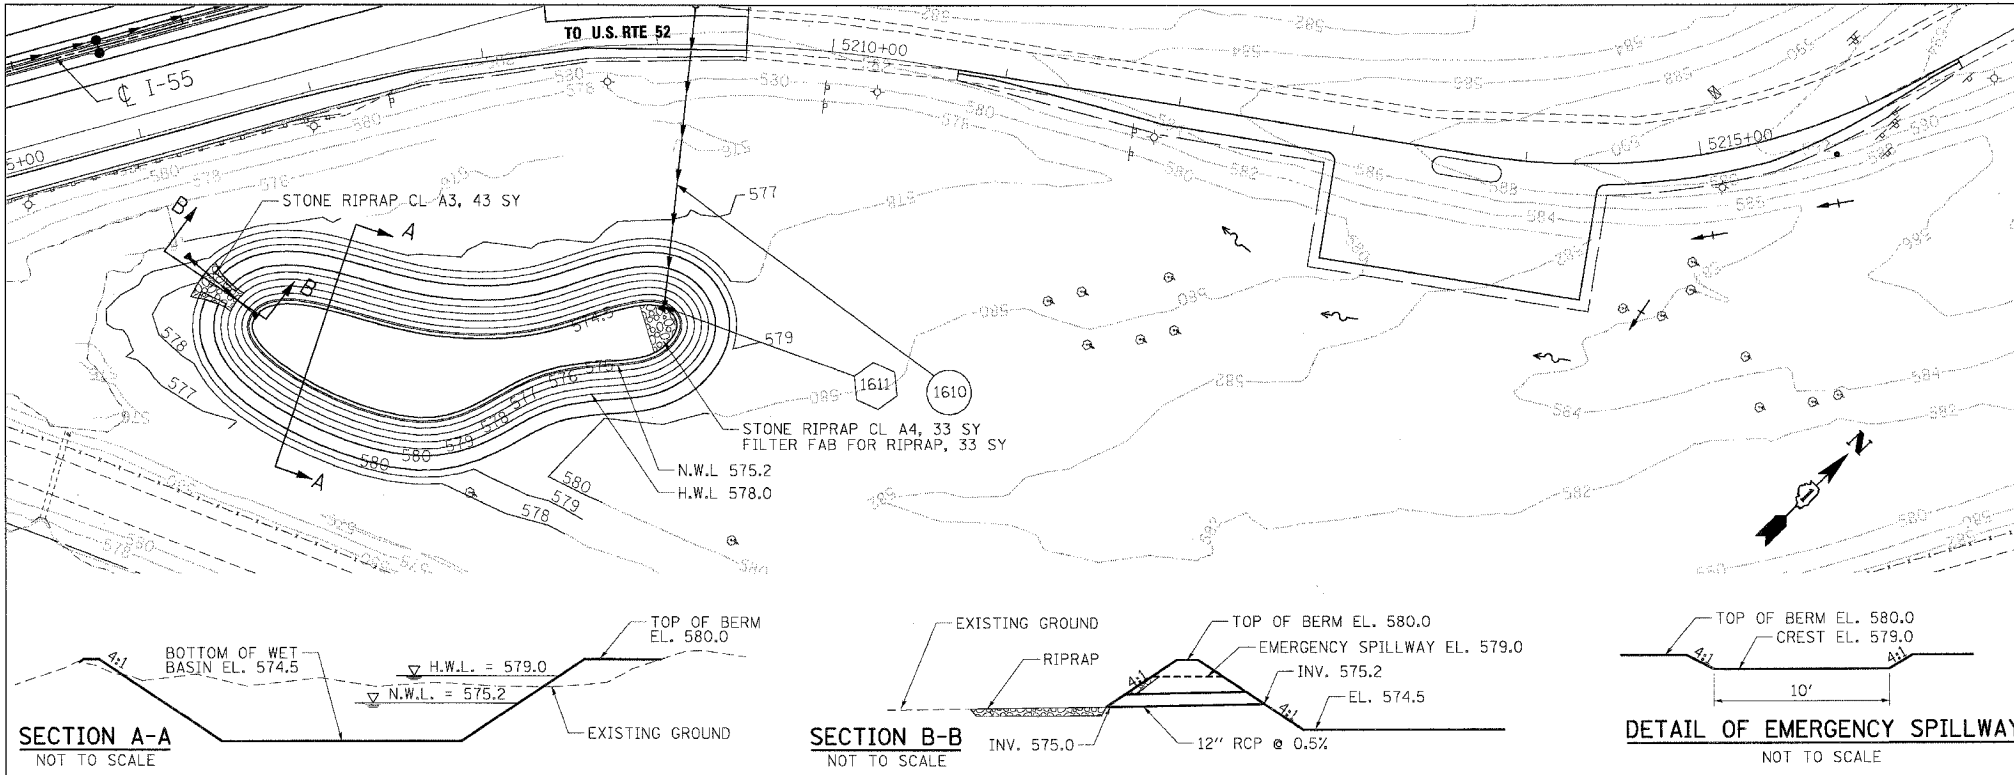 TO U.S. RTE 52
5210+00
℄ I-55
5215+00
5+00
STONE RIPRAP CL A3, 43 SY
577
B
A
B
574.5
579
578
577
575
576
577
578
579
580
580
1611
1610
STONE RIPRAP CL A4, 33 SY
FILTER FAB FOR RIPRAP, 33 SY
N.W.L 575.2
H.W.L 578.0
A
580
579
578
582
584
586
588
590
580
578
576
N
TOP OF BERM
EL. 580.0
BOTTOM OF WET
BASIN EL. 574.5
H.W.L. = 579.0
N.W.L. = 575.2
4:1
EXISTING GROUND
SECTION A-A
NOT TO SCALE
EXISTING GROUND
RIPRAP
TOP OF BERM EL. 580.0
EMERGENCY SPILLWAY EL. 579.0
INV. 575.2
EL. 574.5
4:1
4:1
INV. 575.0
12'' RCP @ 0.5%
SECTION B-B
NOT TO SCALE
TOP OF BERM EL. 580.0
CREST EL. 579.0
4:1
4:1
10'
DETAIL OF EMERGENCY SPILLWAY
NOT TO SCALE